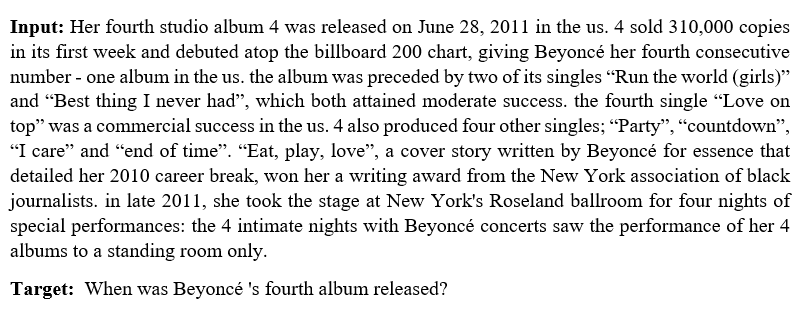 Input: Her fourth studio album 4 was released on June 28, 2011 in the us. 4 sold 310,000 copies
in its first week and debuted atop the billboard 200 chart, giving Beyoncé her fourth consecutive
number - one album in the us. the album was preceded by two of its singles “Run the world (girls)”
and “Best thing I never had”, which both attained moderate success. the fourth single “Love on
top” was a commercial success in the us. 4 also produced four other singles; “Party”, “countdown”,
“I care” and “end of time”. “Eat, play, love”, a cover story written by Beyoncé for essence that
detailed her 2010 career break, won her a writing award from the New York association of black
journalists. in late 2011, she took the stage at New York's Roseland ballroom for four nights of
special performances: the 4 intimate nights with Beyoncé concerts saw the performance of her 4
albums to a standing room only.
Target: When was Beyoncé 's fourth album released?